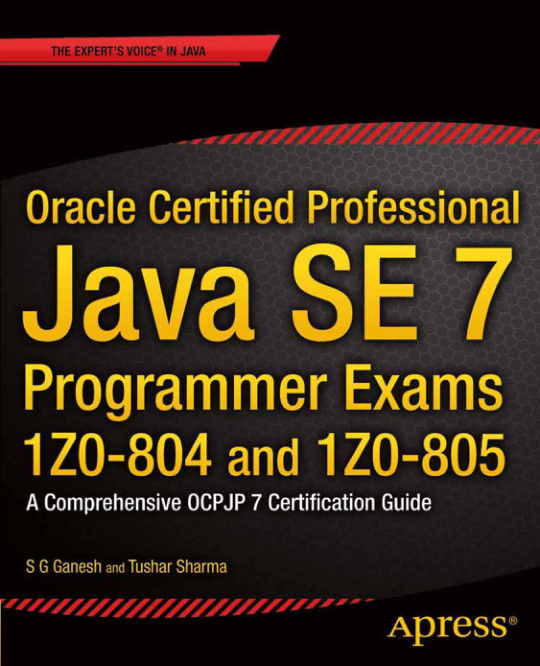 THE EXPERT'S VOICE® IN JAVA
Oracle Certified Professional
Java SE 7
Programmer Exams
1Z0-804 and 1Z0-805
A Comprehensive OCPJP 7 Certification Guide
S G Ganesh and Tushar Sharma
Apress®